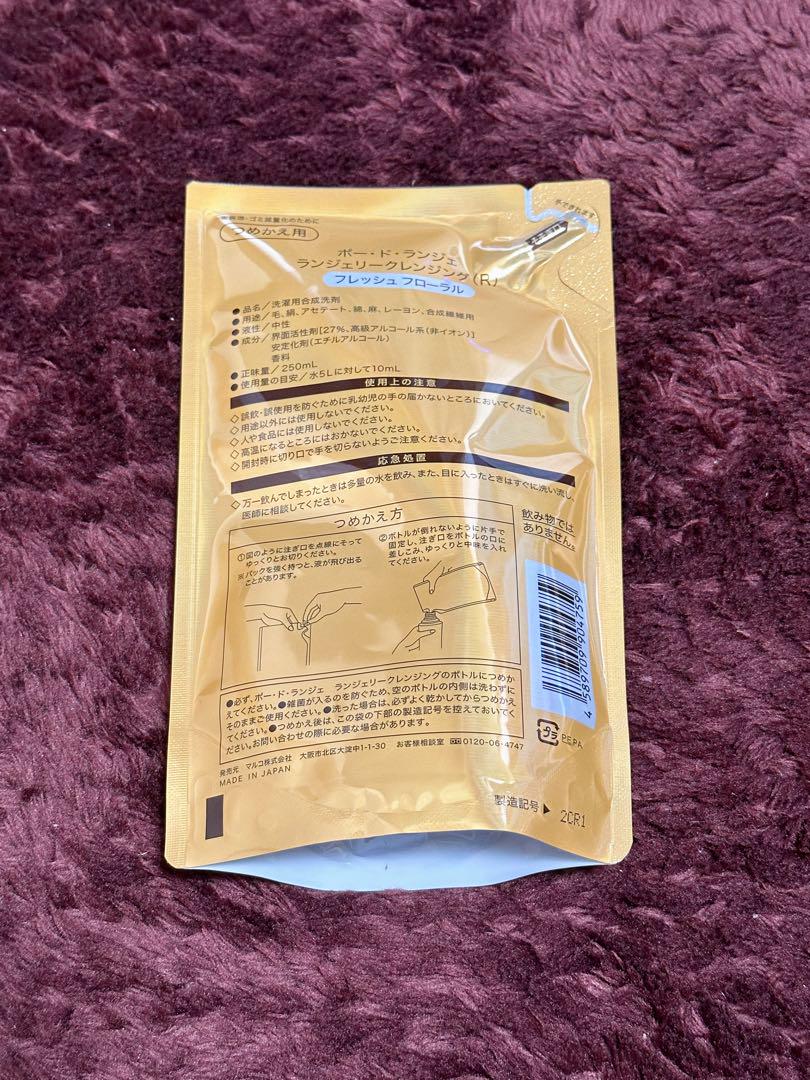 つめかえ用
手で切れます
ボー・ド・ランジェ
ランジェリークレンジング(R)
フレッシュ フローラル
●品名／洗濯用合成洗剤
●用途／毛、絹、アセテート、綿、麻、レーヨン、合成繊維用
●液性／中性
●成分／界面活性剤[27%、高級アルコール系(非イオン)]
安定化剤(エチルアルコール)
香料
●正味量／250mL
●使用量の目安／水5Lに対して10mL
使用上の注意
◇誤飲・誤使用を防ぐために乳幼児の手の届かないところにおいてください。
◇用途以外には使用しないでください。
◇人や食品には使用しないでください。
◇高温になるところにはおかないでください。
◇開封時に切り口で手を切らないようご注意ください。
応急処置
◇万一飲んでしまったときは多量の水を飲み、また、目に入ったときはすぐに洗い流し、
医師に相談してください。
つめかえ方
①図のように注ぎ口を点線にそって
ゆっくりとお切りください。
※パックを強く持つと、液が飛び出る
ことがあります。
②ボトルが倒れないように片手で
固定し、注ぎ口をボトルの口に
差しこみ、ゆっくりと中味を入れ
てください。
飲み物では
ありません。
4 589709 904759
●必ず、ボー・ド・ランジェ ランジェリークレンジングのボトルにつめか
えてください。●雑菌が入るのを防ぐため、空のボトルの内側は洗わずに
そのままご使用ください。●洗った場合は、必ずよく乾かしてからつめかえ
ください。●つめかえ後は、この袋の下部の製造記号を控えておいてく
ださい。お問い合わせの際に必要な場合があります。
プラ
P.E,PA
発売元 マルコ株式会社 大阪市北区大淀中1-1-30 お客様相談室 0120-06-4747
MADE IN JAPAN
製造記号▶ 2CR1